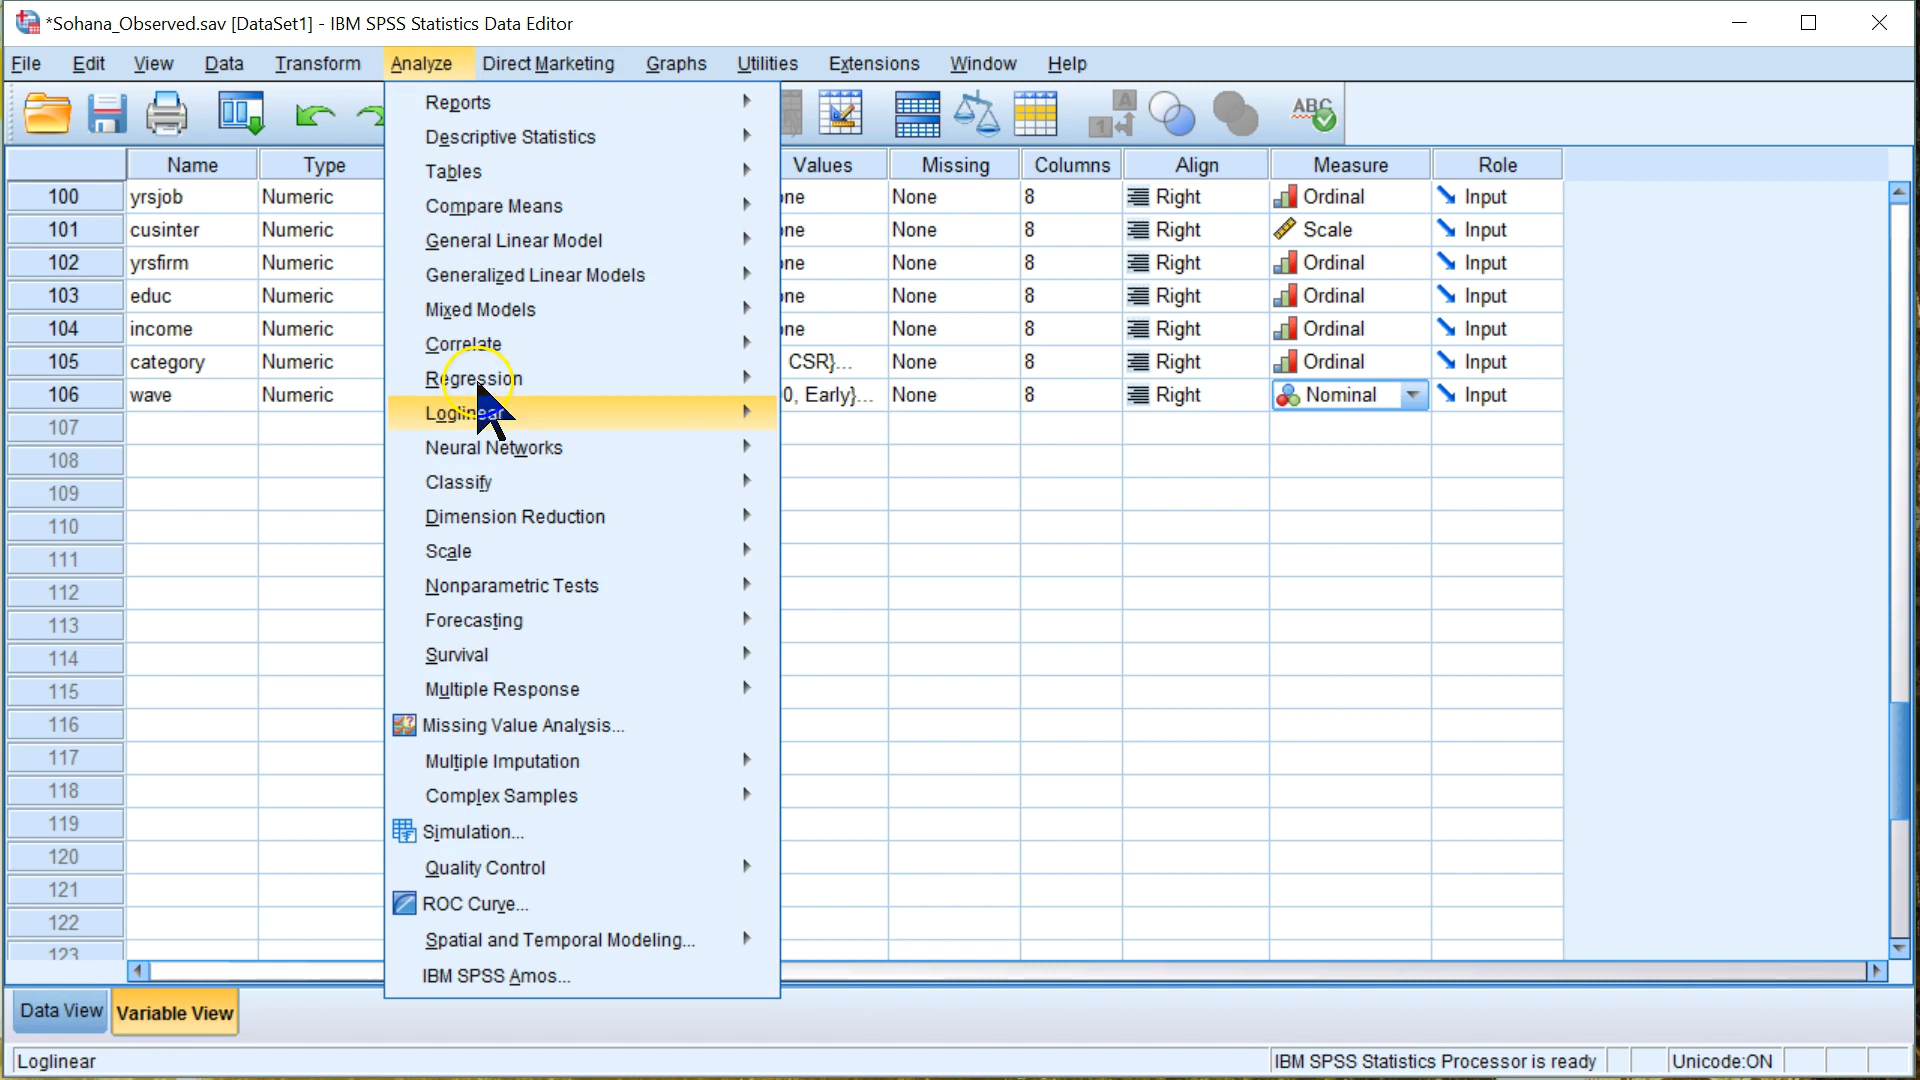 *Sohana_Observed.sav [DataSet1] - IBM SPSS Statistics Data Editor
File Edit View Data Transform Analyze Direct Marketing Graphs Utilities Extensions Window Help
A 1 ABC
Name Type Values Missing Columns Align Measure Role
100 yrsjob Numeric None 8 Right Ordinal Input
101 cusinter Numeric None 8 Right Scale Input
102 yrsfirm Numeric None 8 Right Ordinal Input
103 educ Numeric None 8 Right Ordinal Input
104 income Numeric None 8 Right Ordinal Input
105 category Numeric CSR}... None 8 Right Ordinal Input
106 wave Numeric 0, Early}... None 8 Right Nominal Input
107
108
109
110
111
112
113
114
115
116
117
118
119
120
121
122
123
Reports
Descriptive Statistics
Tables
Compare Means
General Linear Model
Generalized Linear Models
Mixed Models
Correlate
Regression
Loglinear
Neural Networks
Classify
Dimension Reduction
Scale
Nonparametric Tests
Forecasting
Survival
Multiple Response
Missing Value Analysis...
Multiple Imputation
Complex Samples
Simulation...
Quality Control
ROC Curve...
Spatial and Temporal Modeling...
IBM SPSS Amos...
Data View Variable View
Loglinear IBM SPSS Statistics Processor is ready Unicode:ON